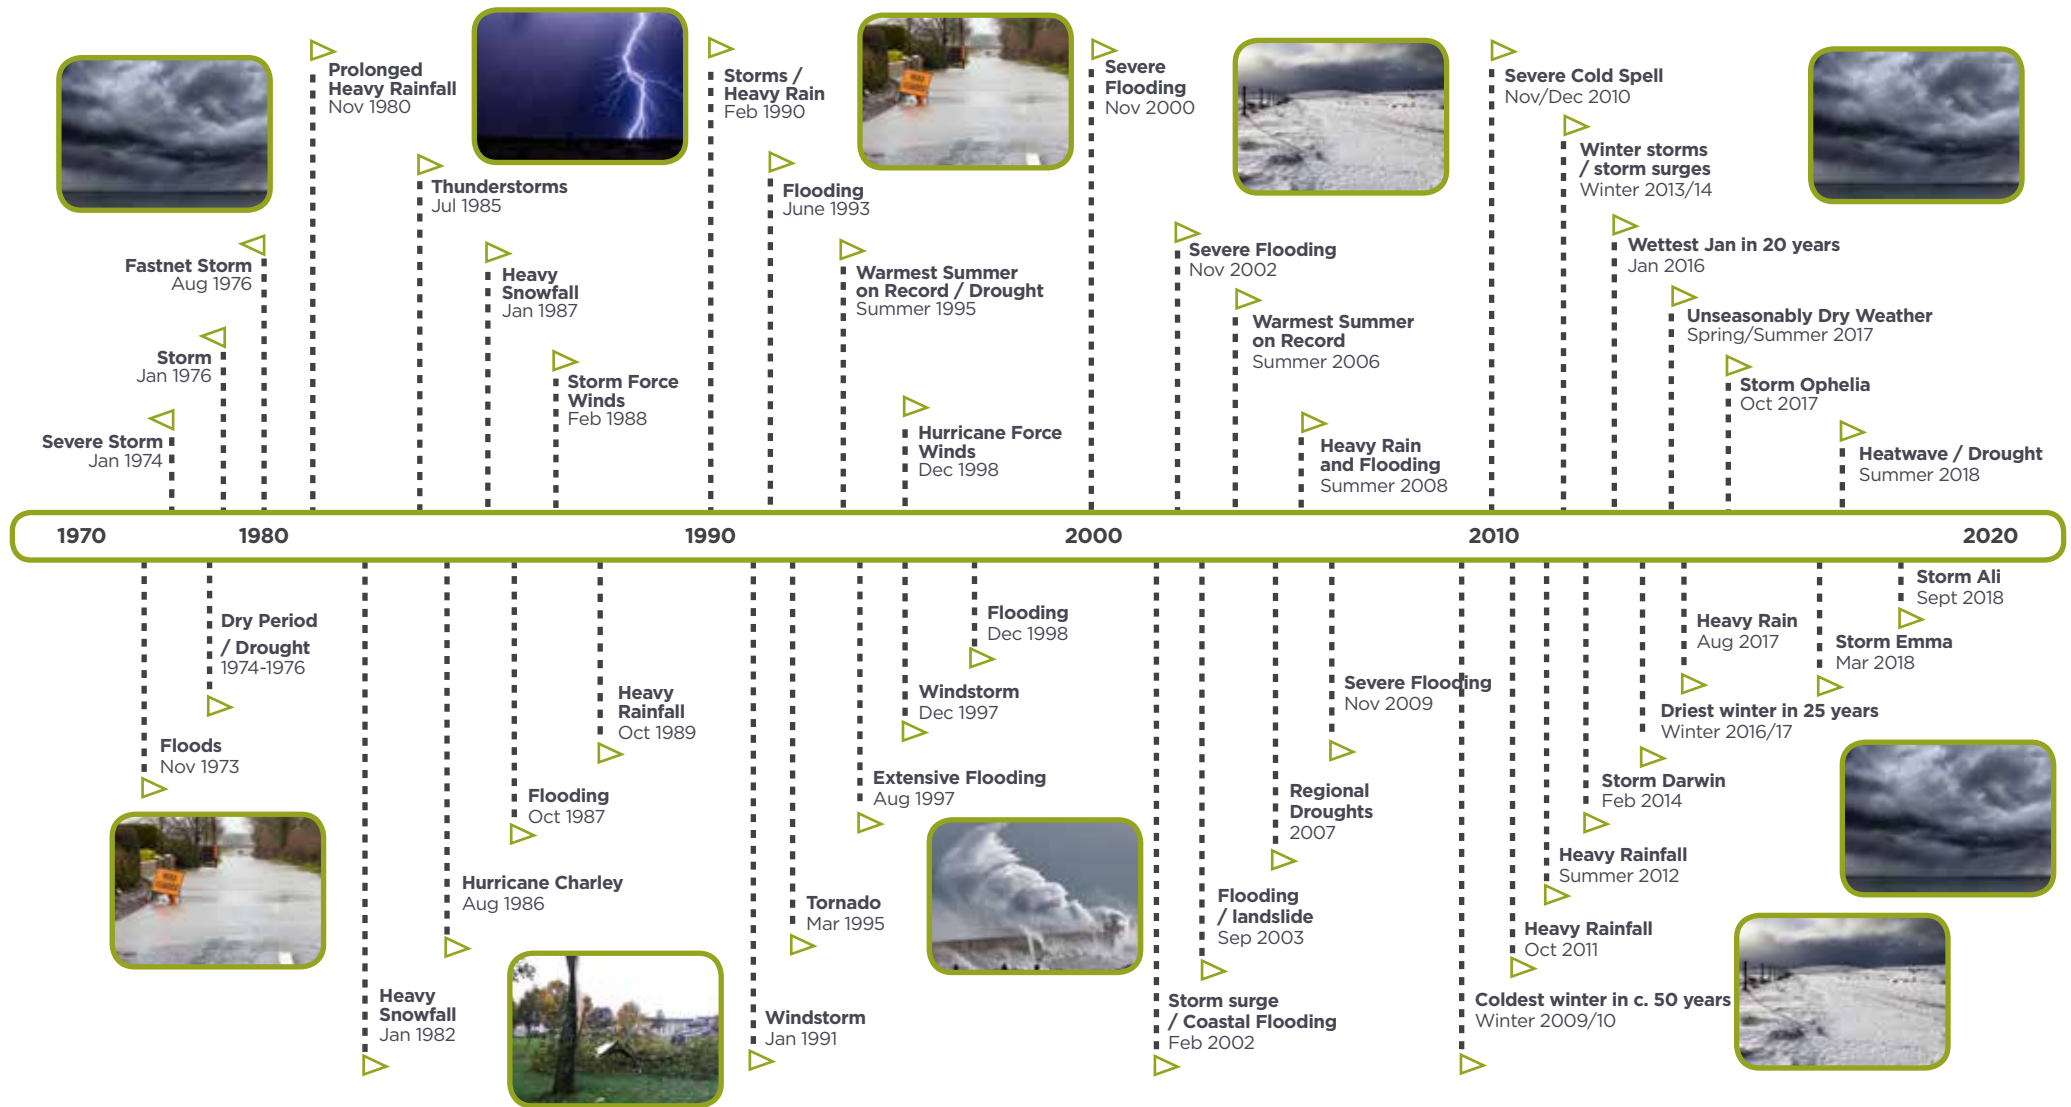 Prolonged
Heavy Rainfall
Nov 1980
Thunderstorms
Jul 1985
Fastnet Storm
Aug 1976
Heavy
Snowfall
Jan 1987
Storm
Jan 1976
Storm Force
Winds
Feb 1988
Severe Storm
Jan 1974
Storms /
Heavy Rain
Feb 1990
Flooding
June 1993
Warmest Summer
on Record / Drought
Summer 1995
Hurricane Force
Winds
Dec 1998
Severe
Flooding
Nov 2000
Severe Flooding
Nov 2002
Warmest Summer
on Record
Summer 2006
Heavy Rain
and Flooding
Summer 2008
Severe Cold Spell
Nov/Dec 2010
Winter storms
/ storm surges
Winter 2013/14
Wettest Jan in 20 years
Jan 2016
Unseasonably Dry Weather
Spring/Summer 2017
Storm Ophelia
Oct 2017
Heatwave / Drought
Summer 2018
1970 1980 1990 2000 2010 2020
Dry Period
/ Drought
1974-1976
Floods
Nov 1973
Heavy
Rainfall
Oct 1989
Flooding
Oct 1987
Hurricane Charley
Aug 1986
Heavy
Snowfall
Jan 1982
Flooding
Dec 1998
Windstorm
Dec 1997
Extensive Flooding
Aug 1997
Tornado
Mar 1995
Windstorm
Jan 1991
Severe Flooding
Nov 2009
Regional
Droughts
2007
Flooding
/ landslide
Sep 2003
Storm surge
/ Coastal Flooding
Feb 2002
Storm Ali
Sept 2018
Heavy Rain
Aug 2017
Storm Emma
Mar 2018
Driest winter in 25 years
Winter 2016/17
Storm Darwin
Feb 2014
Heavy Rainfall
Summer 2012
Heavy Rainfall
Oct 2011
Coldest winter in c. 50 years
Winter 2009/10